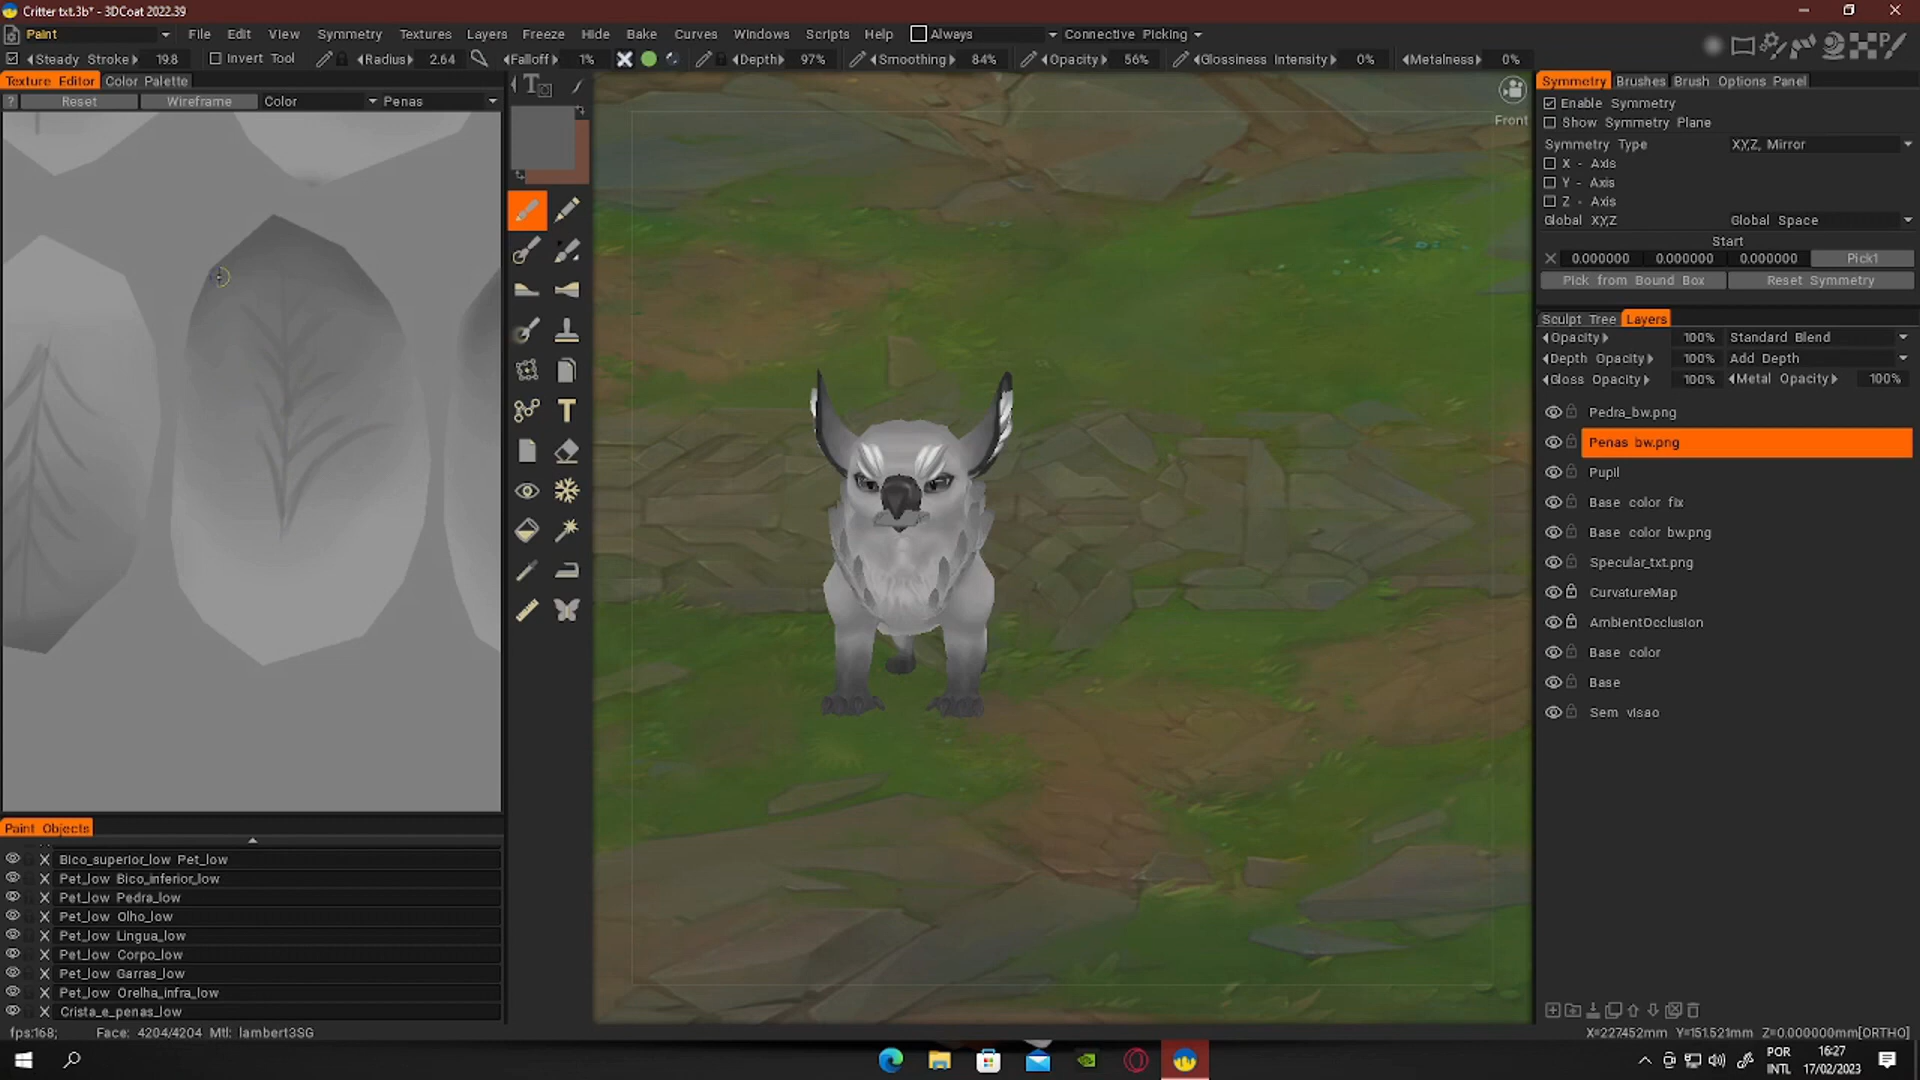 Critter txt.3b* - 3DCoat 2022.39
Paint File Edit View Symmetry Textures Layers Freeze Hide Bake Curves Windows Scripts Help Always Connective Picking
Steady Stroke 19.8 Invert Tool Radius 2.64 Falloff 1% Depth 97% Smoothing 84% Opacity 56% Glossiness Intensity 0% Metalness 0%
Texture Editor Color Palette
? Reset Wireframe Color Penas
Front
Symmetry Brushes Brush Options Panel
Enable Symmetry
Show Symmetry Plane
Symmetry Type XYZ, Mirror
X - Axis
Y - Axis
Z - Axis
Global XYZ Global Space
Start
0.000000 0.000000 0.000000 Pick1
Pick from Bound Box Reset Symmetry
Sculpt Tree Layers
Opacity 100% Standard Blend
Depth Opacity 100% Add Depth
Gloss Opacity 100% Metal Opacity 100%
Pedra_bw.png
Penas bw.png
Pupil
Base color fix
Base color bw.png
Specular_txt.png
CurvatureMap
AmbientOcclusion
Base color
Base
Sem visao
Paint Objects
Bico_superior_low Pet_low
Pet_low Bico_inferior_low
Pet_low Pedra_low
Pet_low Olho_low
Pet_low Lingua_low
Pet_low Corpo_low
Pet_low Garras_low
Pet_low Orelha_infra_low
Crista_e_penas_low
fps:168; Face: 4204/4204 Mtl: lambert3SG
X=227.452mm Y=151.521mm Z=0.000000mm[ORTHO]
POR
INTL
16:27
17/02/2023